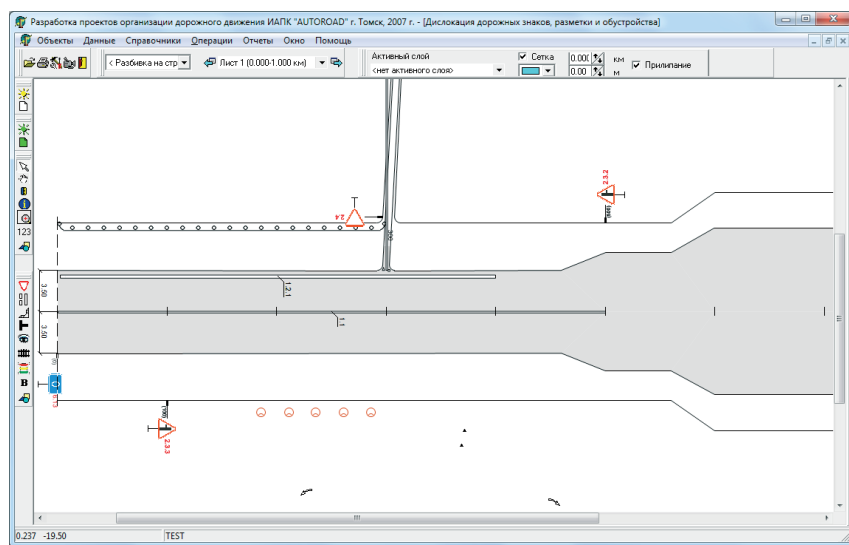 Разработка проектов организации дорожного движения ИАПК "AUTOROAD" г. Томск, 2007 г. - [Дислокация дорожных знаков, разметки и обустройства]
Объекты Данные Справочники Операции Отчеты Окно Помощь
< Разбивка на стр
Лист 1 (0.000-1.000 км)
Активный слой
<нет активного слоя>
Сетка
0.00( км
0.00 м
Прилипание
123
B
2.3.2
2.4
3.50
1.2.1
3.50
1.1
2.3.3
0.237 -19.50
TEST